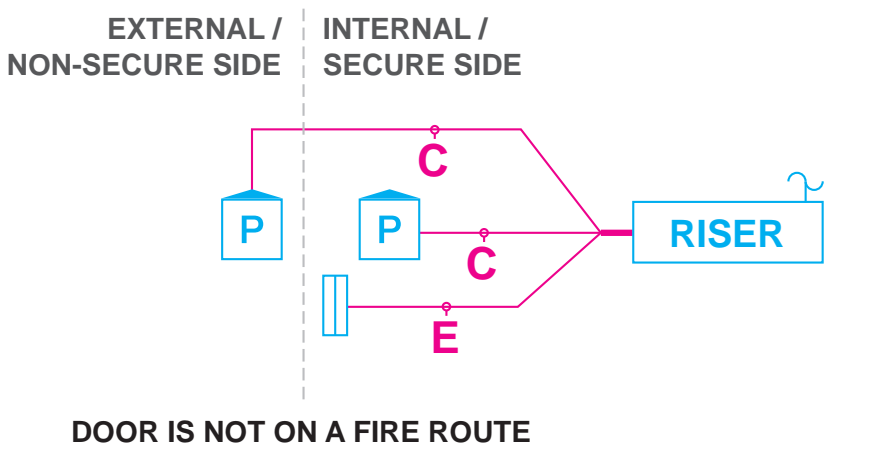 EXTERNAL /
NON-SECURE SIDE
INTERNAL /
SECURE SIDE
C
P
P
RISER
C
E
DOOR IS NOT ON A FIRE ROUTE